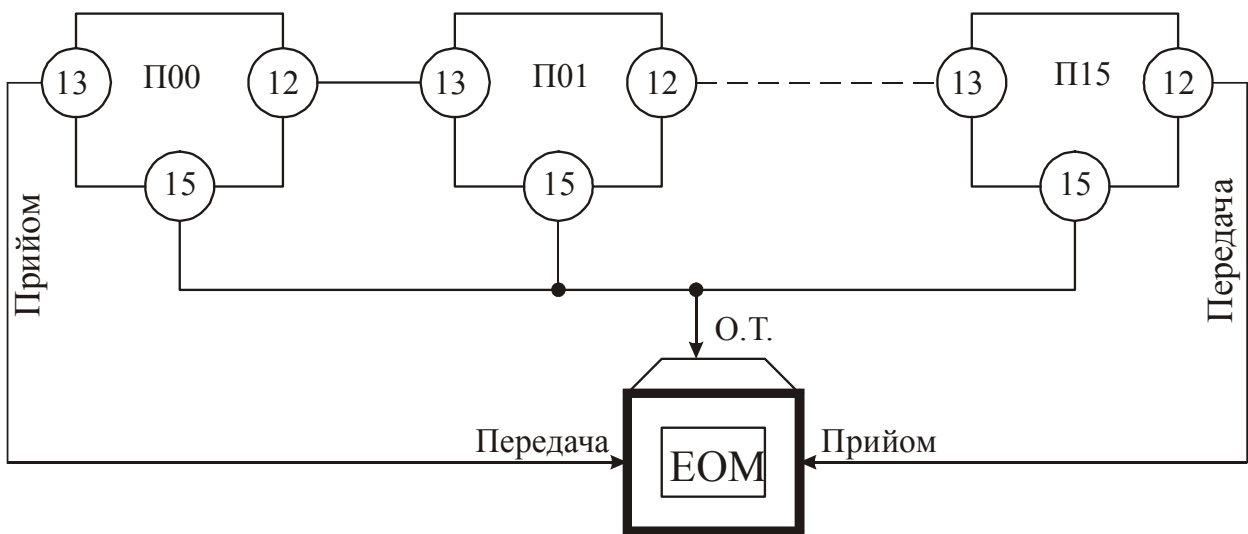 13 П00 12
13 П01 12
13 П15 12
15
15
15
Прийом
Передача
О.Т.
Передача
ЕОМ
Прийом